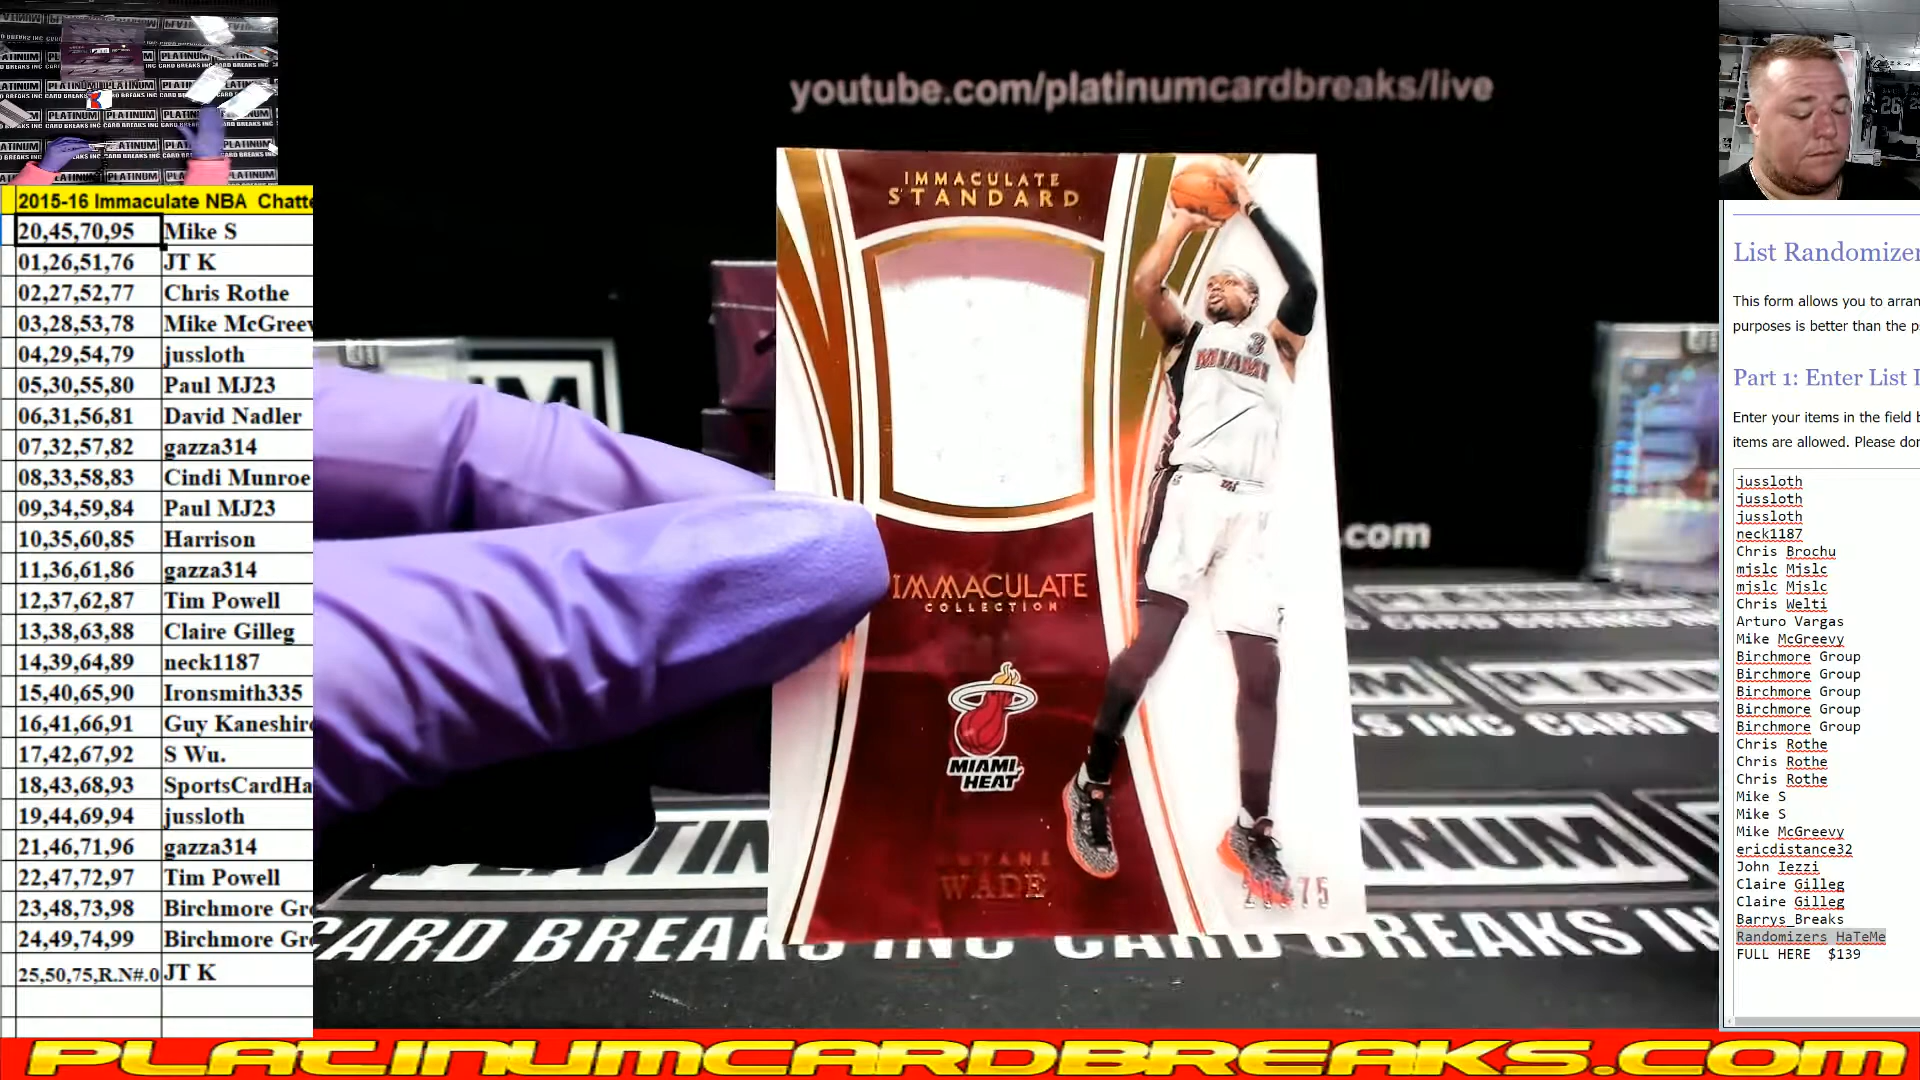 youtube.com/platinumcardbreaks/live
2015-16 Immaculate NBA Chatte
20,45,70,95 Mike S
01,26,51,76 JT K
02,27,52,77 Chris Rothe
03,28,53,78 Mike McGreev
04,29,54,79 jussloth
05,30,55,80 Paul MJ23
06,31,56,81 David Nadler
07,32,57,82 gazza314
08,33,58,83 Cindi Munroe
09,34,59,84 Paul MJ23
10,35,60,85 Harrison
11,36,61,86 gazza314
12,37,62,87 Tim Powell
13,38,63,88 Claire Gilleg
14,39,64,89 neck1187
15,40,65,90 Ironsmith335
16,41,66,91 Guy Kaneshiro
17,42,67,92 S Wu.
18,43,68,93 SportsCardHa
19,44,69,94 jussloth
21,46,71,96 gazza314
22,47,72,97 Tim Powell
23,48,73,98 Birchmore Gr
24,49,74,99 Birchmore Gr
25,50,75,R.N#.0 JT K
IMMACULATE
STANDARD
3
MIAMI
IMMACULATE
COLLECTION
MIAMI
HEAT
WADE
.com
PLATINUM
CARD BREAKS INC CARD BREAKS IN
List Randomizer
This form allows you to arran
purposes is better than the p
Part 1: Enter List I
Enter your items in the field b
items are allowed. Please don
jussloth
jussloth
jussloth
neck1187
Chris Brochu
mjslc Mjslc
mjslc Mjslc
Chris Welti
Arturo Vargas
Mike McGreevy
Birchmore Group
Birchmore Group
Birchmore Group
Birchmore Group
Birchmore Group
Chris Rothe
Chris Rothe
Chris Rothe
Mike S
Mike S
Mike McGreevy
ericdistance32
John Iezzi
Claire Gilleg
Claire Gilleg
Barrys_Breaks
Randomizers HaTeMe
FULL HERE $139
PLATINUMCARDBREAKS.COM